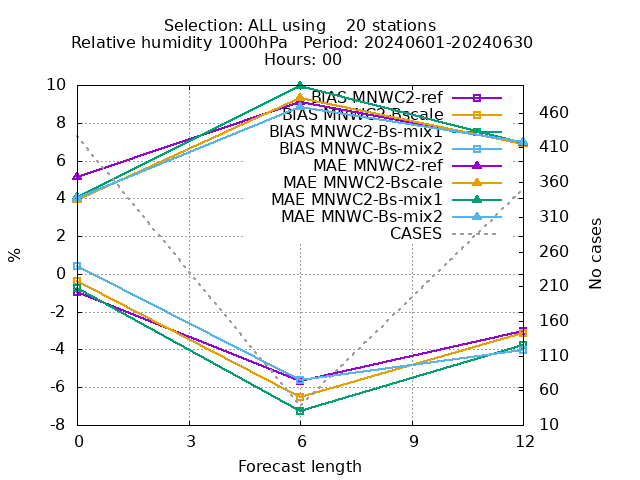 Selection: ALL using    20 stations
Relative humidity 1000hPa   Period: 20240601-20240630
Hours: 00
BIAS MNWC2-ref
BIAS MNWC2-Bscale
BIAS MNWC2-Bs-mix1
BIAS MNWC-Bs-mix2
MAE MNWC2-ref
MAE MNWC2-Bscale
MAE MNWC2-Bs-mix1
MAE MNWC-Bs-mix2
CASES
10
8
6
4
2
0
-2
-4
-6
-8
%
460
410
360
310
260
210
160
110
60
10
No cases
0 3 6 9 12
Forecast length